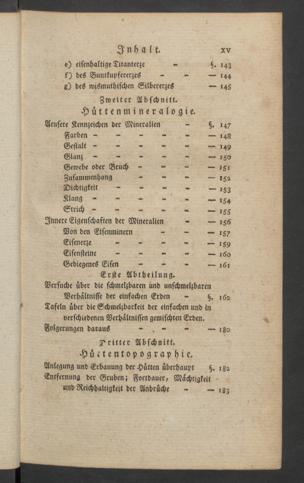 Inhalt. xv
e) eisenhaltige Titanterze – §. 143
f) des Buntkupfererzes – – 144
g) des wismuthischen Silbererzes – 145
Zweiter Abschnitt.
Hüttenmineralogie.
Aeusere Kennzeichen der Mineralien – §. 147
Farben – – – – — 148
Gestalt – – – – — 149
Glanz – – – – — 150
Gewebe oder Bruch – – – — 151
Zusammenhang – – – — 152
Dichtigkeit – – – – — 153
Klang – – – – — 154
Strich – – – – — 155
Innere Eigenschaften der Mineralien – — 156
Von den Eisenminern – – — 157
Eisenerze – – – — 159
Eisensteine – – – — 160
Gediegenes Eisen – – – — 161
Erste Abtheilung.
Versuche über die schmelzbaren und unschmelzbaren
Verhältnisse der einfachen Erden – §. 162
Tafeln über die Schmelzbarkeit der einfachen und in
verschiedenen Verhältnissen gemischten Erden.
Folgerungen daraus – – – — 180
Dritter Abschnitt.
Hüttentopographie.
Anlegung und Erbauung der Hütten überhaupt §. 182
Entfernung der Gruben; Fortdauer, Mächtigkeit
und Reichhaltigkeit der Anbrüche – — 183